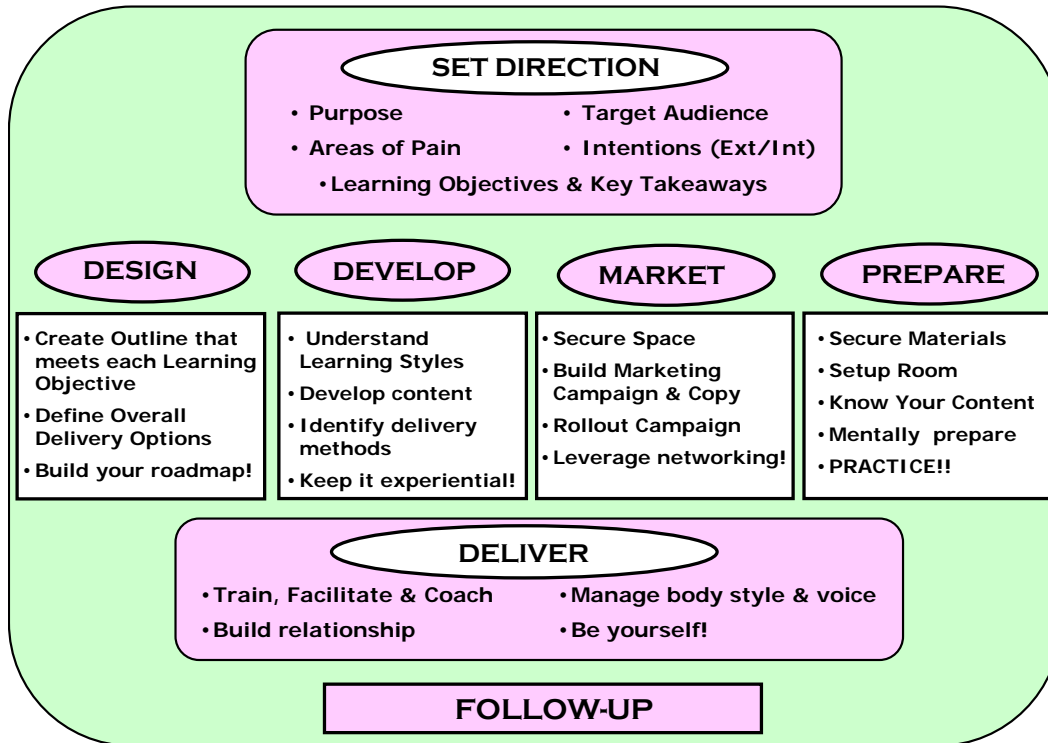 SET DIRECTION
• Purpose
• Target Audience
• Areas of Pain
• Intentions (Ext/Int)
• Learning Objectives & Key Takeaways
DESIGN
• Create Outline that
meets each Learning
Objective
• Define Overall
Delivery Options
• Build your roadmap!
DEVELOP
• Understand
Learning Styles
• Develop content
• Identify delivery
methods
• Keep it experiential!
MARKET
• Secure Space
• Build Marketing
Campaign & Copy
• Rollout Campaign
• Leverage networking!
PREPARE
• Secure Materials
• Setup Room
• Know Your Content
• Mentally prepare
• PRACTICE!!
DELIVER
• Train, Facilitate & Coach
• Manage body style & voice
• Build relationship
• Be yourself!
FOLLOW-UP